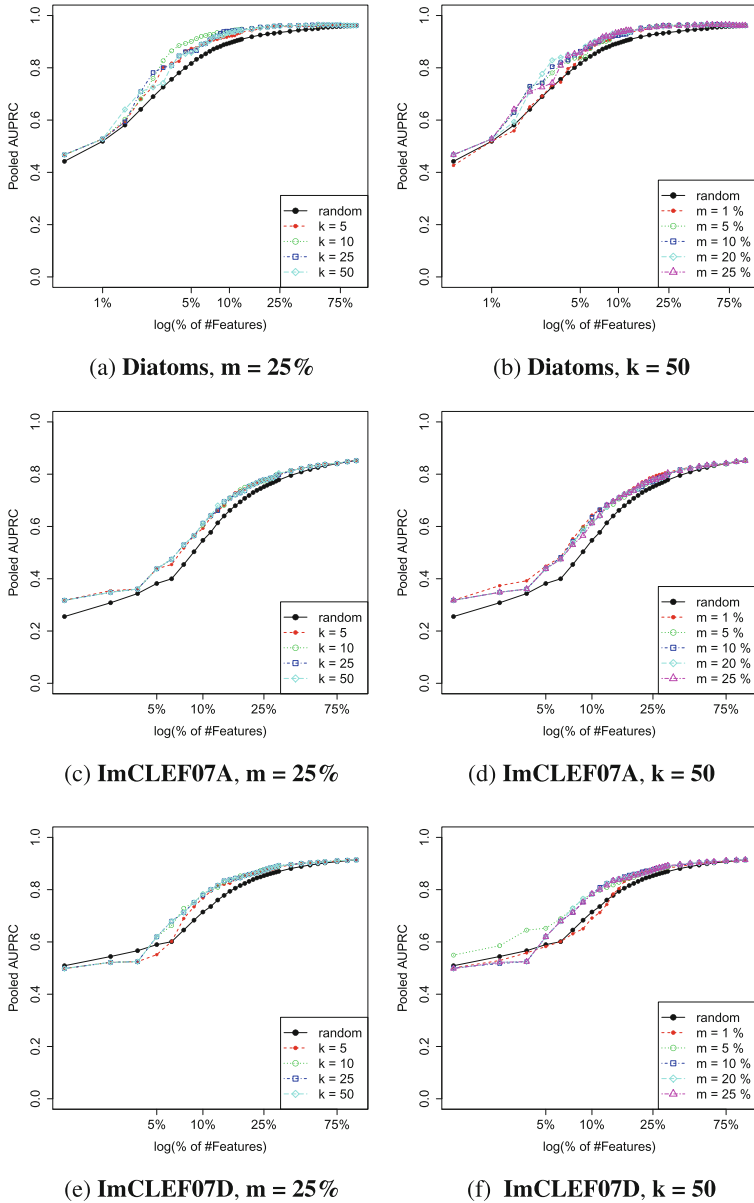 Pooled AUPRC
0.0 0.2 0.4 0.6 0.8 1.0
random
k = 5
k = 10
k = 25
k = 50
1% 5% 10% 25% 75%
log(% of #Features)
(a) Diatoms, m = 25%
Pooled AUPRC
0.0 0.2 0.4 0.6 0.8 1.0
random
m = 1 %
m = 5 %
m = 10 %
m = 20 %
m = 25 %
1% 5% 10% 25% 75%
log(% of #Features)
(b) Diatoms, k = 50
Pooled AUPRC
0.0 0.2 0.4 0.6 0.8 1.0
random
k = 5
k = 10
k = 25
k = 50
5% 10% 25% 75%
log(% of #Features)
(c) ImCLEF07A, m = 25%
Pooled AUPRC
0.0 0.2 0.4 0.6 0.8 1.0
random
m = 1 %
m = 5 %
m = 10 %
m = 20 %
m = 25 %
5% 10% 25% 75%
log(% of #Features)
(d) ImCLEF07A, k = 50
Pooled AUPRC
0.0 0.2 0.4 0.6 0.8 1.0
random
k = 5
k = 10
k = 25
k = 50
5% 10% 25% 75%
log(% of #Features)
(e) ImCLEF07D, m = 25%
Pooled AUPRC
0.0 0.2 0.4 0.6 0.8 1.0
random
m = 1 %
m = 5 %
m = 10 %
m = 20 %
m = 25 %
5% 10% 25% 75%
log(% of #Features)
(f) ImCLEF07D, k = 50